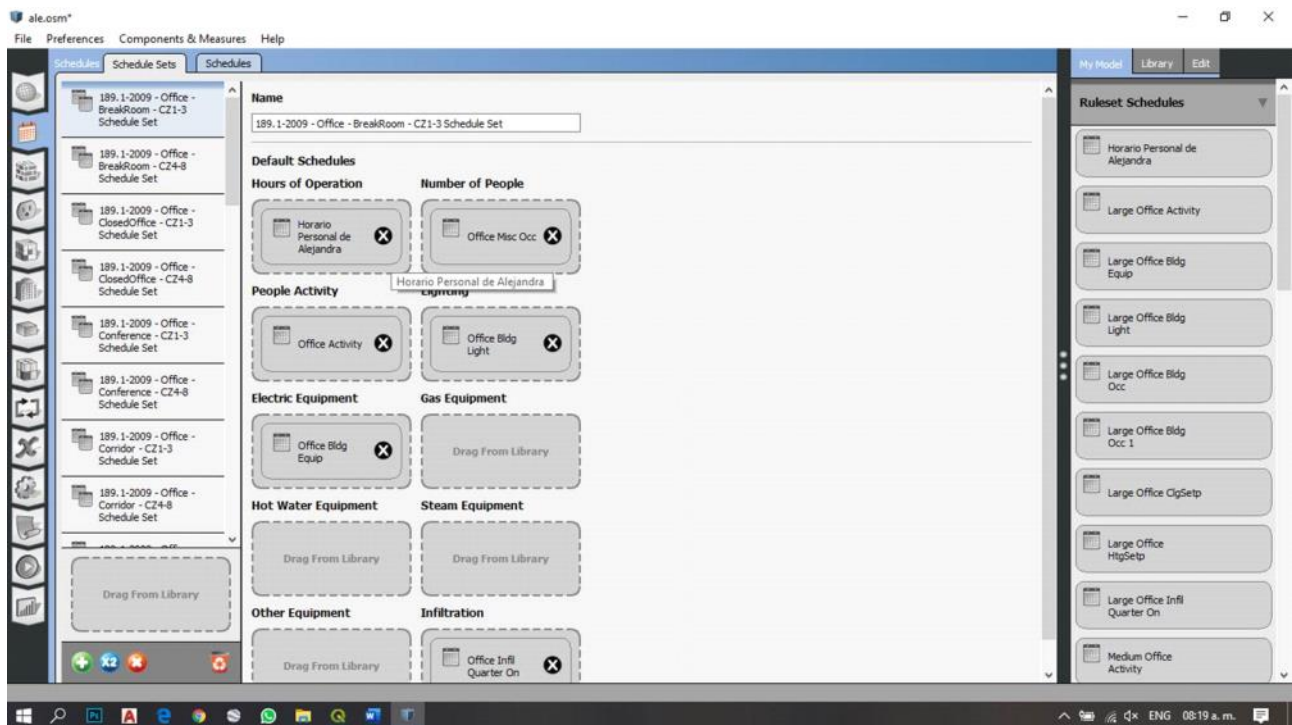 ale.osm*
File Preferences Components & Measures Help
Schedules Schedule Sets Schedules
189.1-2009 - Office -
BreakRoom - CZ1-3
Schedule Set
189.1-2009 - Office -
BreakRoom - CZ4-8
Schedule Set
189.1-2009 - Office -
ClosedOffice - CZ1-3
Schedule Set
189.1-2009 - Office -
ClosedOffice - CZ4-8
Schedule Set
189.1-2009 - Office -
Conference - CZ1-3
Schedule Set
189.1-2009 - Office -
Conference - CZ4-8
Schedule Set
189.1-2009 - Office -
Corridor - CZ1-3
Schedule Set
189.1-2009 - Office -
Corridor - CZ4-8
Schedule Set
Drag From Library
X2
Name
189.1-2009 - Office - BreakRoom - CZ1-3 Schedule Set
Default Schedules
Hours of Operation Number of People
Horario
Personal de
Alejandra
Office Misc Occ
Horario Personal de Alejandra
People Activity Lighting
Office Activity
Office Bldg
Light
Electric Equipment Gas Equipment
Office Bldg
Equip
Drag From Library
Hot Water Equipment Steam Equipment
Drag From Library Drag From Library
Other Equipment Infiltration
Drag From Library
Office Infil
Quarter On
My Model Library Edit
Ruleset Schedules
Horario Personal de
Alejandra
Large Office Activity
Large Office Bldg
Equip
Large Office Bldg
Light
Large Office Bldg
Occ
Large Office Bldg
Occ 1
Large Office ClgSetp
Large Office
HtgSetp
Large Office Infil
Quarter On
Medium Office
Activity
ENG 08:19 a. m.